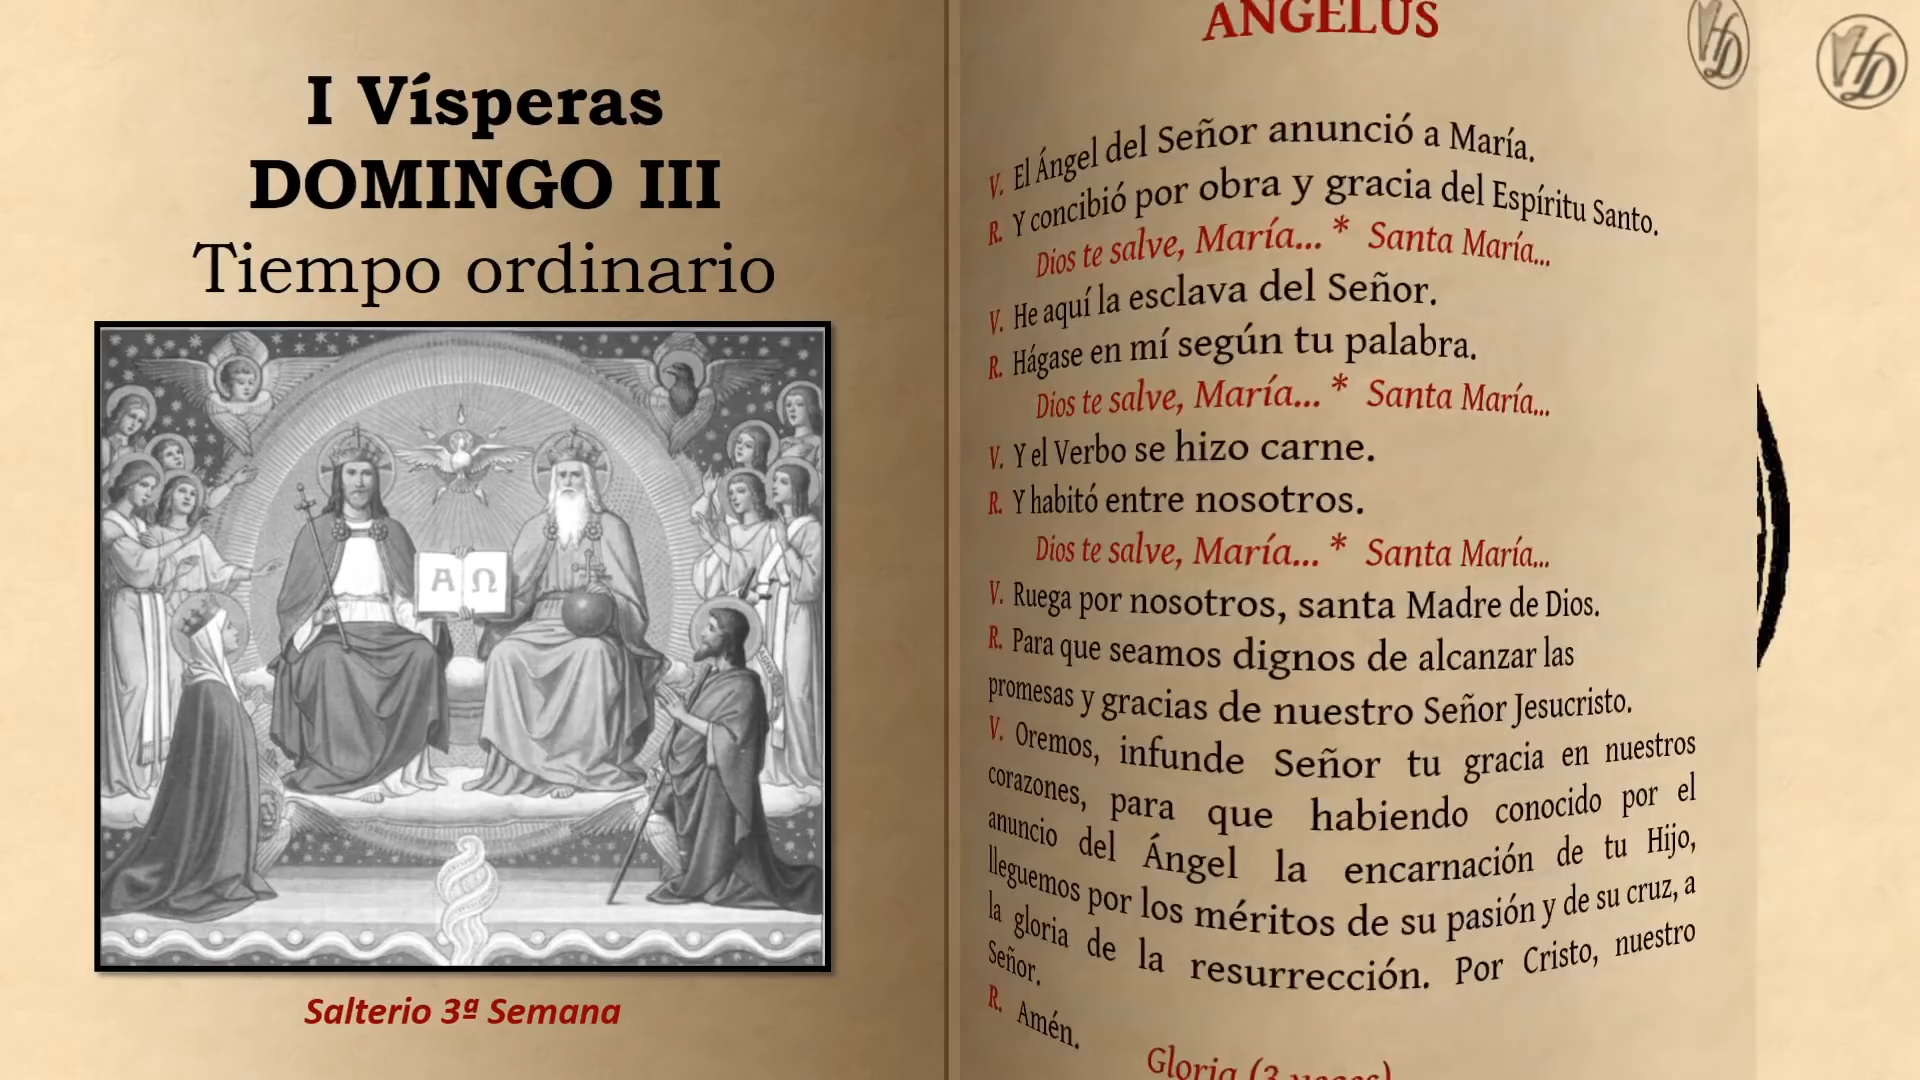 I Vísperas
DOMINGO III
Tiempo ordinario
Α Ω
Salterio 3ª Semana
ANGELUS
V. El Ángel del Señor anunció a María.
R. Y concibió por obra y gracia del Espíritu Santo.
Dios te salve, María... * Santa María...
V. He aquí la esclava del Señor.
R. Hágase en mí según tu palabra.
Dios te salve, María... * Santa María...
V. Y el Verbo se hizo carne.
R. Y habitó entre nosotros.
Dios te salve, María... * Santa María...
V. Ruega por nosotros, santa Madre de Dios.
R. Para que seamos dignos de alcanzar las
promesas y gracias de nuestro Señor Jesucristo.
V. Oremos, infunde Señor tu gracia en nuestros
corazones, para que habiendo conocido por el
anuncio del Ángel la encarnación de tu Hijo,
lleguemos por los méritos de su pasión y de su cruz, a
la gloria de la resurrección. Por Cristo, nuestro
Señor.
R. Amén.
Gloria (3 veces)
HD
HD